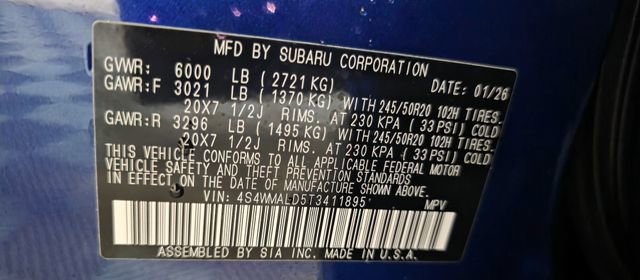 MFD BY SUBARU CORPORATION
GVWR: 6000 LB (2721 KG) DATE: 01/26
GAWR:F 3021 LB (1370 KG) WITH 245/50R20 102H TIRES.
20X7 1/2J RIMS. AT 230 KPA (33 PSI) COLD
GAWR:R 3296 LB (1495 KG) WITH 245/50R20 102H TIRES.
20X7 1/2J RIMS. AT 230 KPA (33 PSI) COLD
THIS VEHICLE CONFORMS TO ALL APPLICABLE FEDERAL MOTOR
VEHICLE SAFETY AND THEFT PREVENTION STANDARDS
IN EFFECT ON THE DATE OF MANUFACTURE SHOWN ABOVE.
VIN: 4S4WMALD5T3411895 MPV
ASSEMBLED BY SIA INC. MADE IN U.S.A.